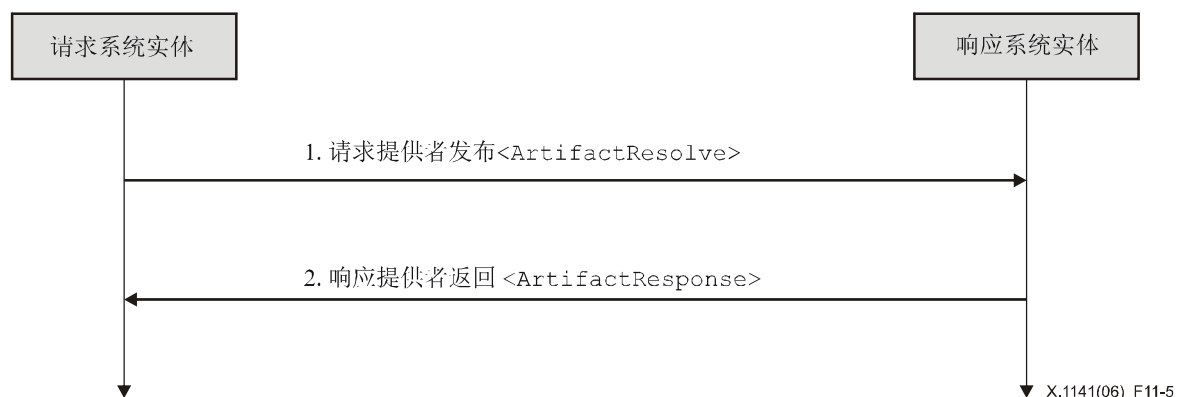 请求系统实体
响应系统实体
1. 请求提供者发布<ArtifactResolve>
2. 响应提供者返回 <ArtifactResponse>
X.1141(06)_F11-5